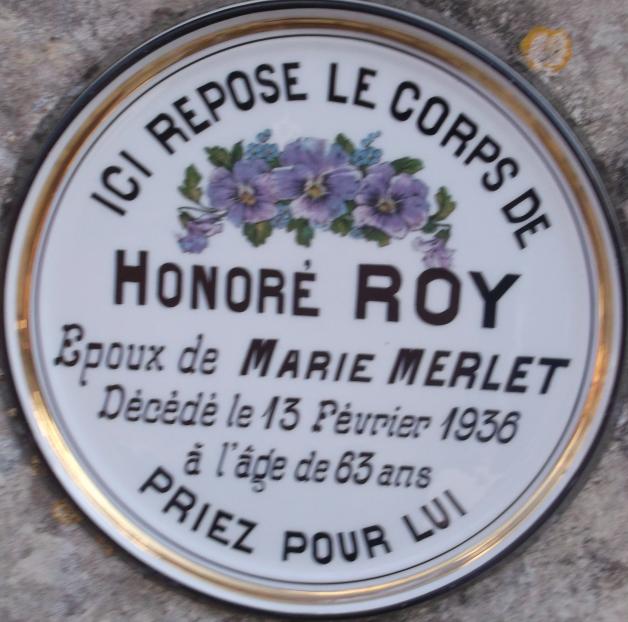 ICI REPOSE LE CORPS DE
HONORÉ ROY
Epoux de MARIE MERLET
Décédé le 13 Février 1936
à l'âge de 63 ans
PRIEZ POUR LUI